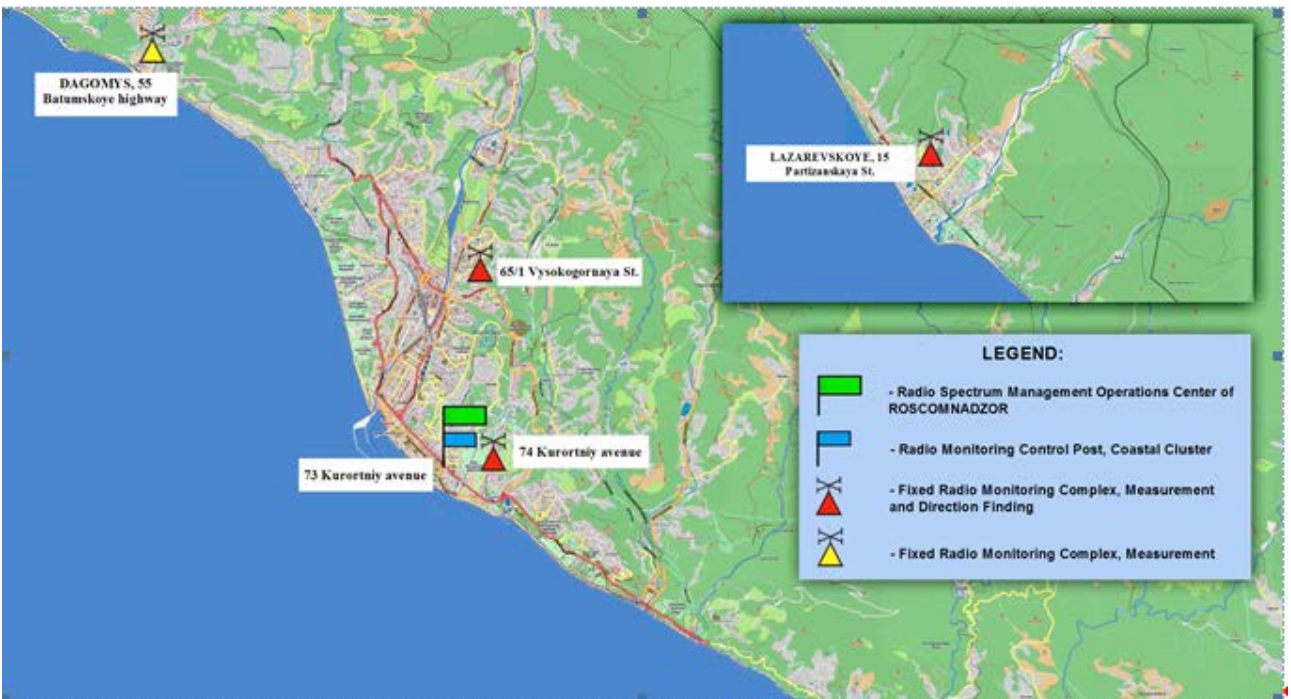 DAGOMYS, 55
Batumskoye highway
LAZAREVSKOYE, 15
Partizanskaya St.
65/1 Vysokogornaya St.
74 Kurortniy avenue
73 Kurortniy avenue
LEGEND:
- Radio Spectrum Management Operations Center of
ROSCOMNADZOR
- Radio Monitoring Control Post, Coastal Cluster
- Fixed Radio Monitoring Complex, Measurement
and Direction Finding
- Fixed Radio Monitoring Complex, Measurement